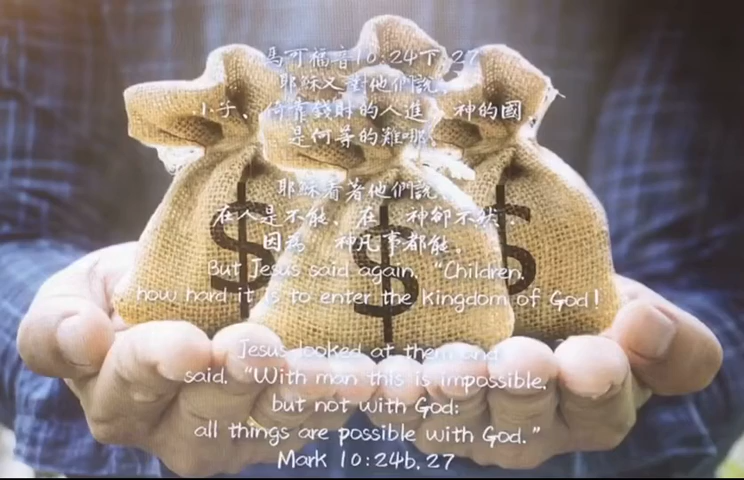 馬可福音10:24下,27
耶穌又對他們說、
小子、倚靠錢財的人進 神的國、
是何等的難哪、
耶穌看著他們說、
在人是不能、在 神卻不然、
因為 神凡事都能。
But Jesus said again, “Children,
how hard it is to enter the kingdom of God!
Jesus looked at them and
said, “With man this is impossible,
but not with God;
all things are possible with God.”
Mark 10:24b,27
$ $ $